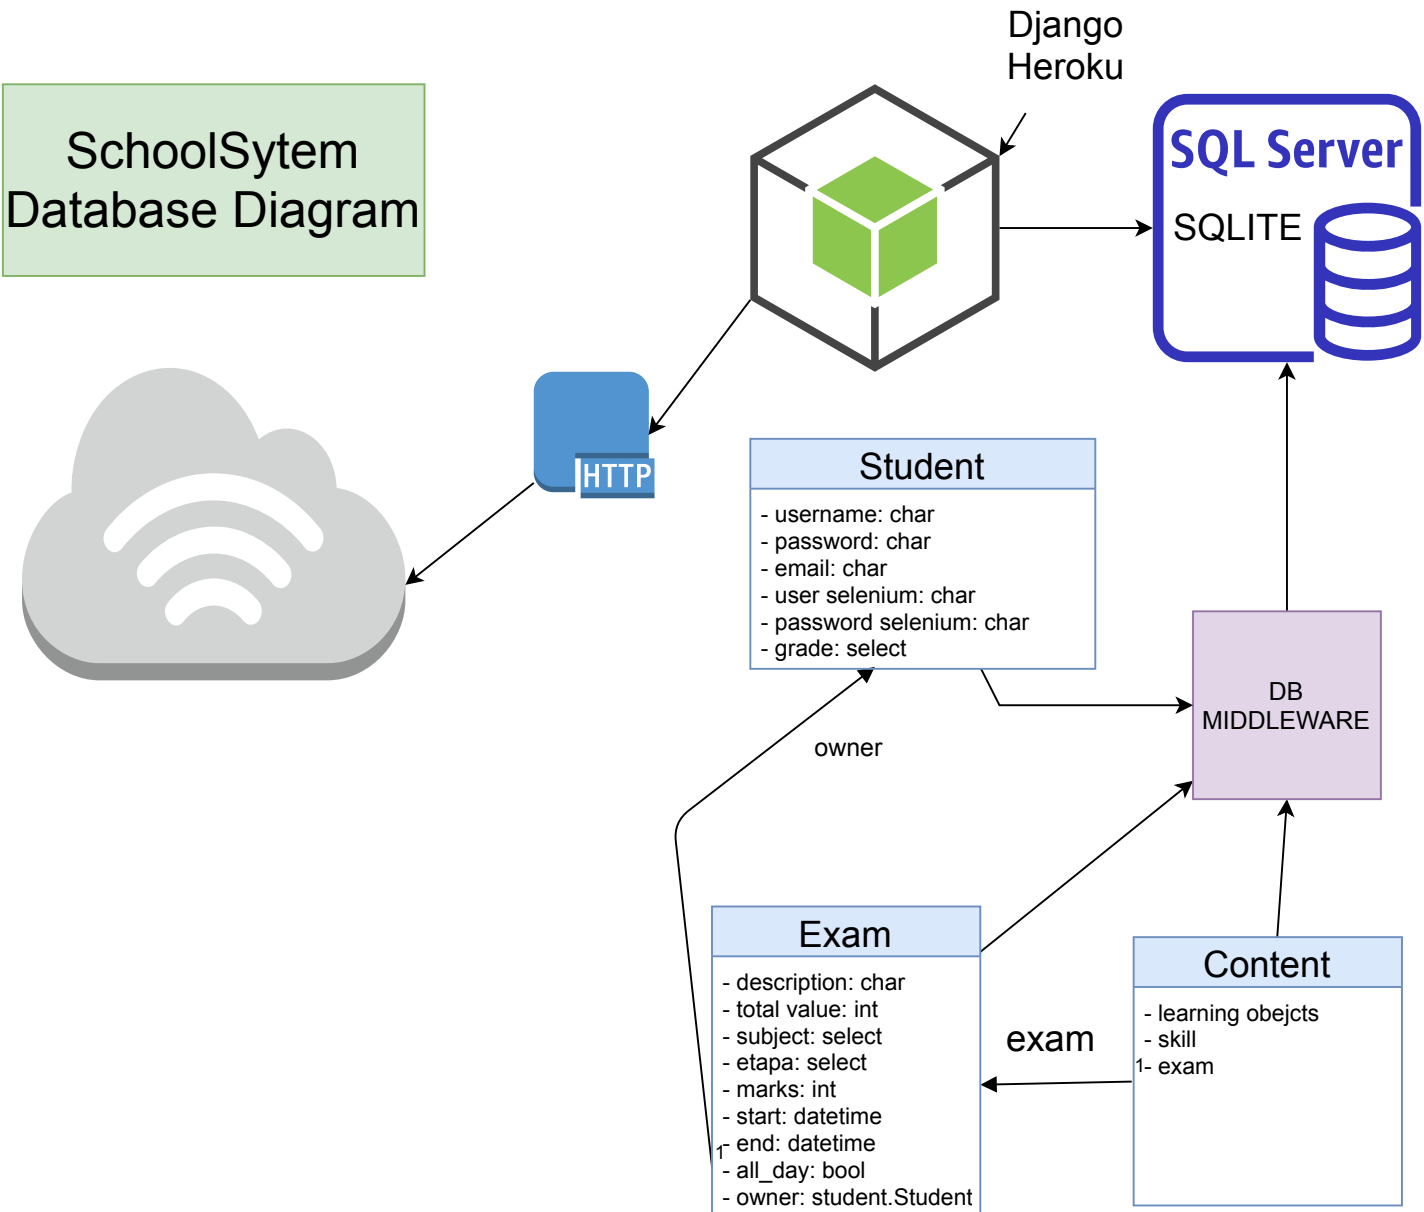 Django
Heroku
SchoolSytem
Database Diagram
SQL Server
SQLITE
HTTP
Student
- username: char
- password: char
- email: char
- user selenium: char
- password selenium: char
- grade: select
DB
MIDDLEWARE
owner
Exam
- description: char
- total value: int
- subject: select
- etapa: select
- marks: int
- start: datetime
- end: datetime
1
- all_day: bool
- owner: student.Student
exam
Content
- learning obejcts
- skill
1- exam